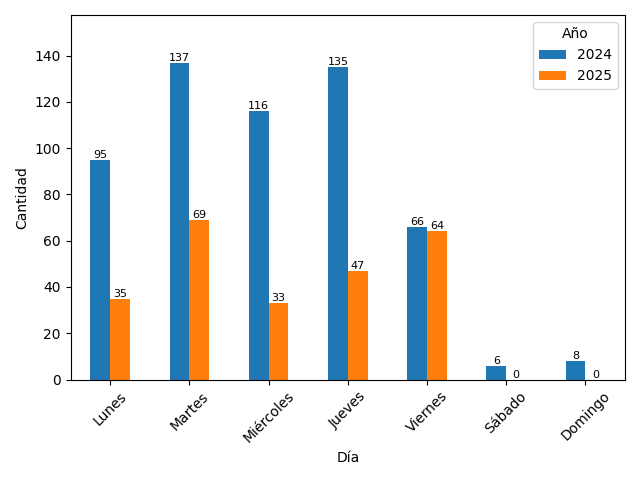 Año
2024
2025
Cantidad
140
120
100
80
60
40
20
0
95
35
137
69
116
33
135
47
66
64
6
0
8
0
Lunes
Martes
Miércoles
Jueves
Viernes
Sábado
Domingo
Día